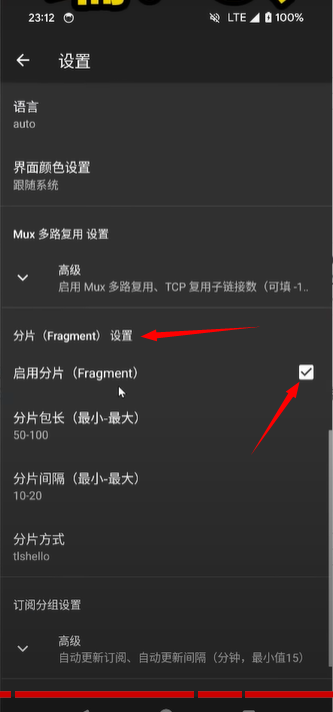 23:12
LTE
100%
设置
语言
auto
界面颜色设置
跟随系统
Mux 多路复用 设置
高级
启用 Mux 多路复用、TCP 复用子链接数（可填 -1..
分片（Fragment） 设置
启用分片（Fragment）
分片包长（最小-最大）
50-100
分片间隔（最小-最大）
10-20
分片方式
tlshello
订阅分组设置
高级
自动更新订阅、自动更新间隔（分钟，最小值15）